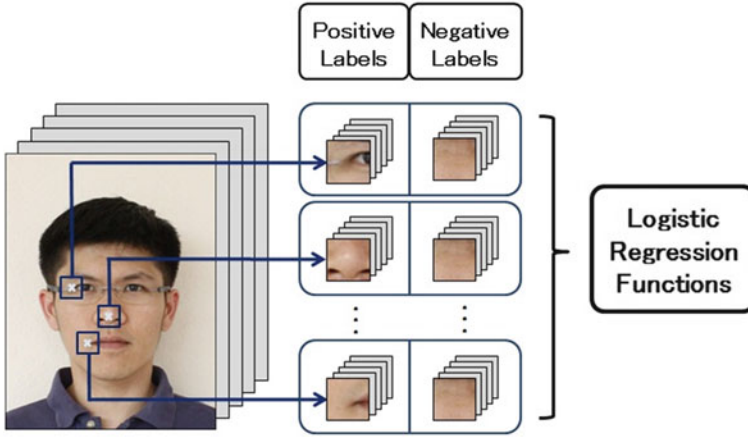 Positive
Labels
Negative
Labels
Logistic
Regression
Functions